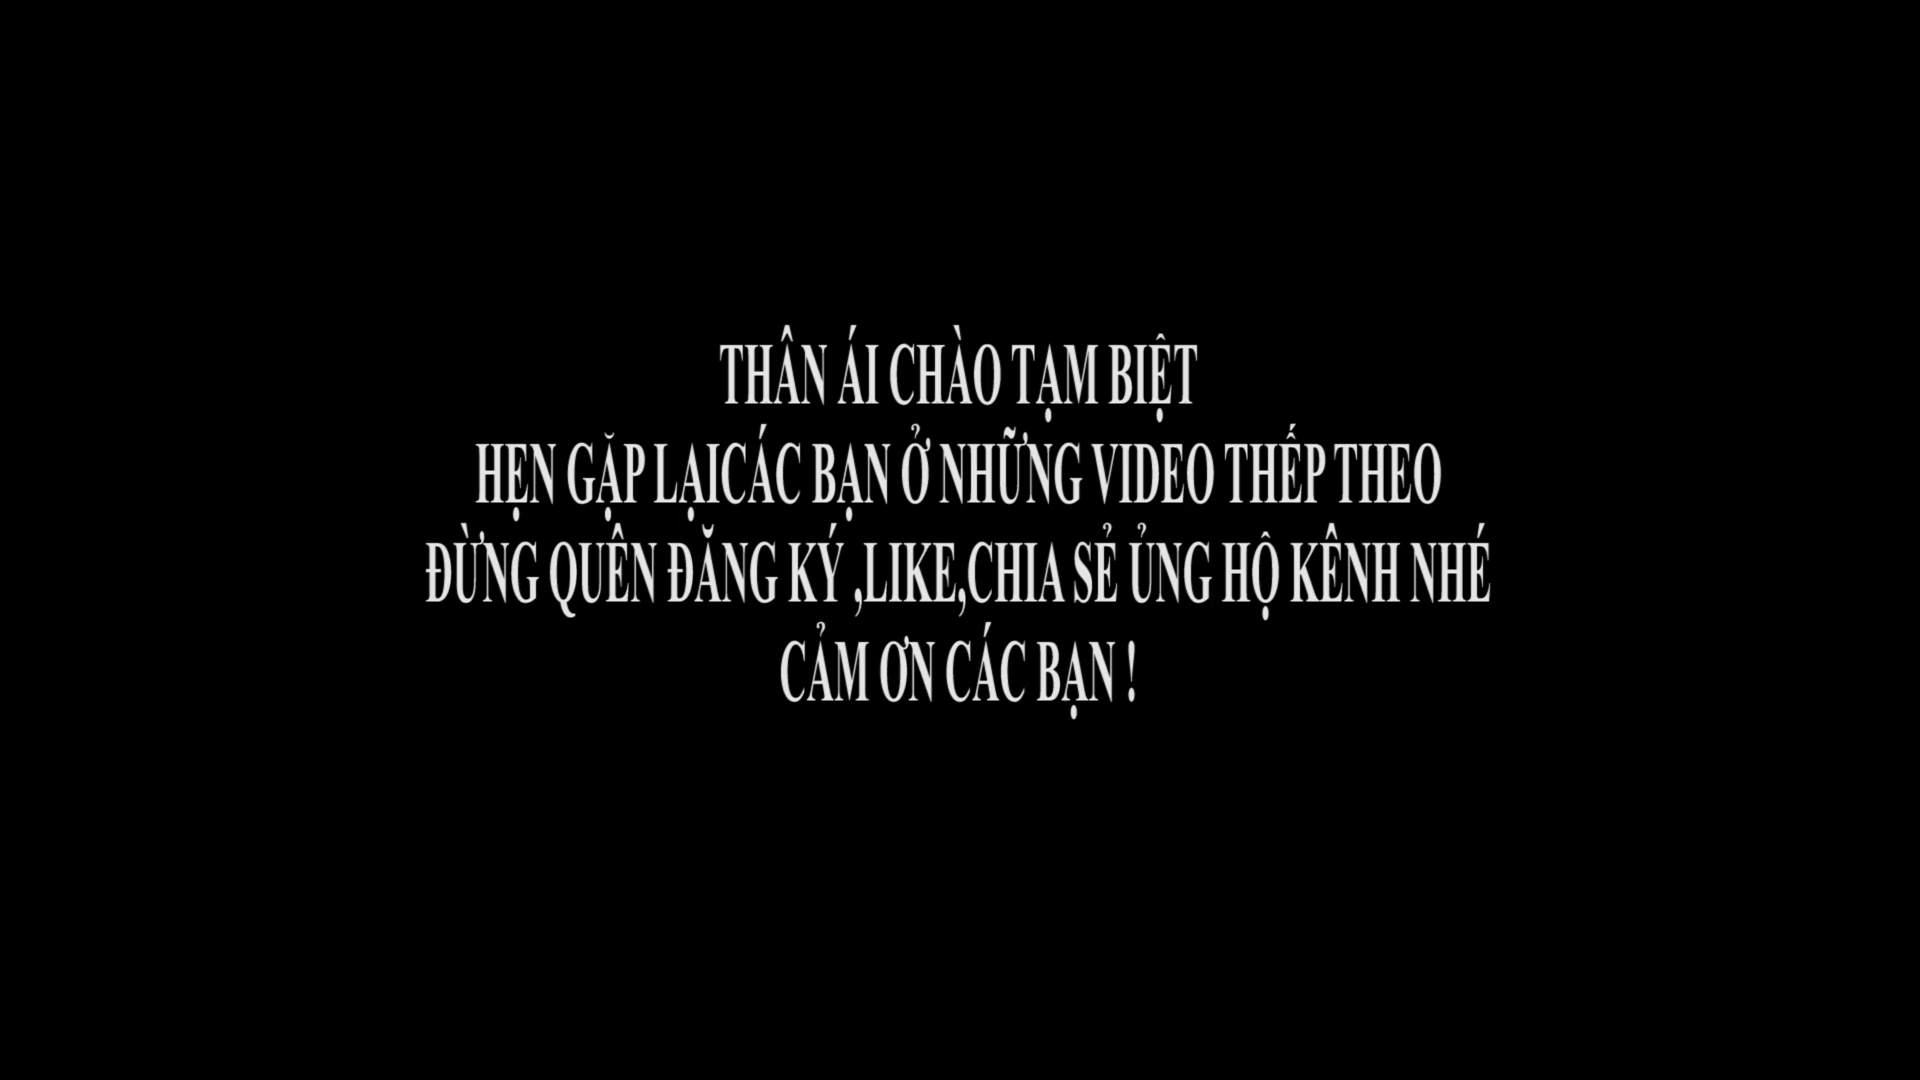 THÂN ÁI CHÀO TẠM BIỆT
HẸN GẶP LẠICÁC BẠN Ở NHỮNG VIDEO THẾP THEO
ĐỪNG QUÊN ĐĂNG KÝ ,LIKE,CHIA SẺ ỦNG HỘ KÊNH NHÉ
CẢM ƠN CÁC BẠN !